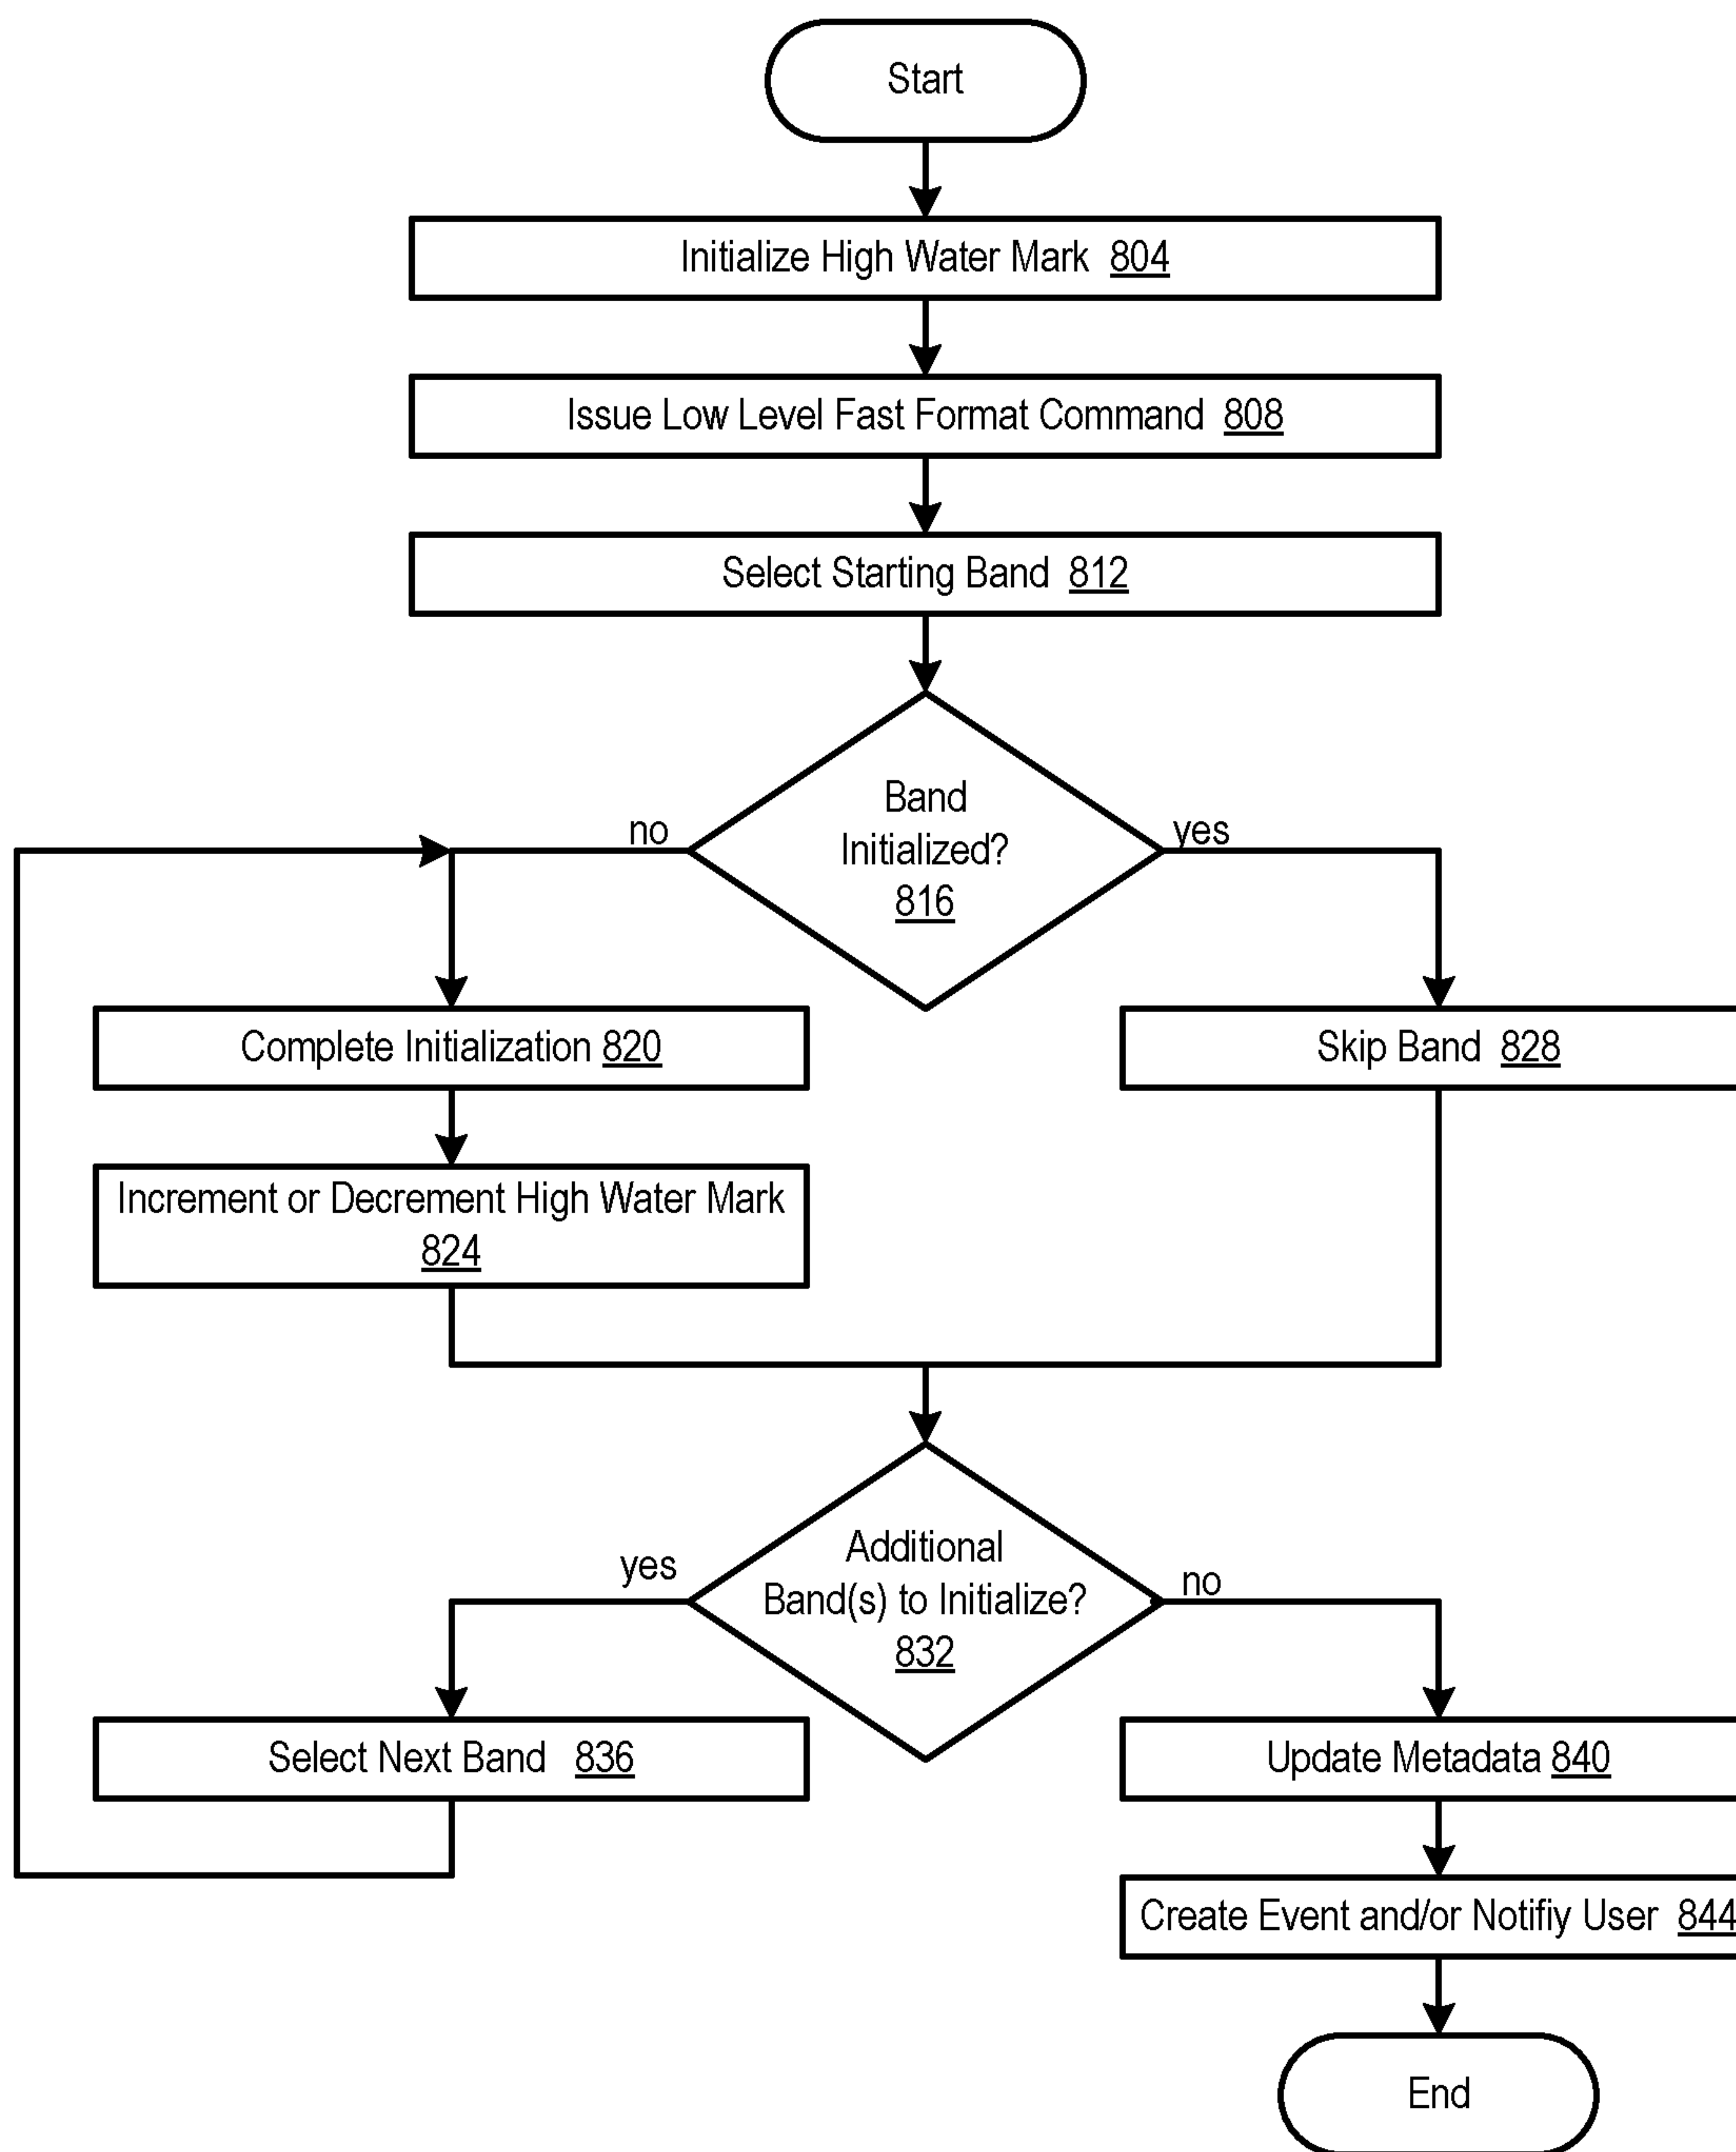 Start
Initialize High Water Mark 804
Issue Low Level Fast Format Command 808
Select Starting Band 812
Band
Initialized?
816
no
yes
Complete Initialization 820
Skip Band 828
Increment or Decrement High Water Mark
824
Additional
Band(s) to Initialize?
832
yes
no
Select Next Band 836
Update Metadata 840
Create Event and/or Notifiy User 844
End